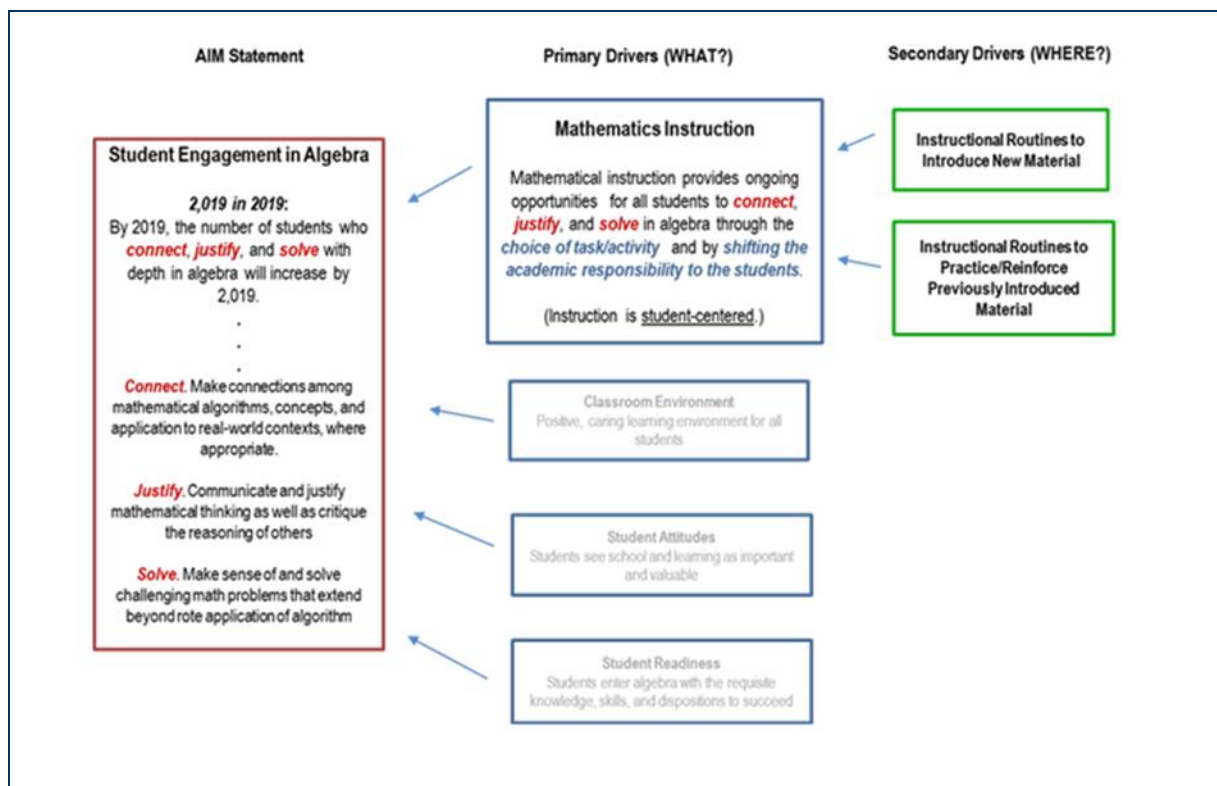 AIM Statement
Primary Drivers (WHAT?)
Secondary Drivers (WHERE?)
Student Engagement in Algebra
2,019 in 2019:
By 2019, the number of students who
connect, justify, and solve with
depth in algebra will increase by
2,019.
.
.
.
Connect. Make connections among
mathematical algorithms, concepts, and
application to real-world contexts, where
appropriate.
Justify. Communicate and justify
mathematical thinking as well as critique
the reasoning of others
Solve. Make sense of and solve
challenging math problems that extend
beyond rote application of algorithm
Mathematics Instruction
Mathematical instruction provides ongoing
opportunities for all students to connect,
justify, and solve in algebra through the
choice of task/activity and by shifting the
academic responsibility to the students.
(Instruction is student-centered.)
Classroom Environment
Positive, caring learning environment for all
students
Student Attitudes
Students see school and learning as important
and valuable
Student Readiness
Students enter algebra with the requisite
knowledge, skills, and dispositions to succeed
Instructional Routines to
Introduce New Material
Instructional Routines to
Practice/Reinforce
Previously Introduced
Material